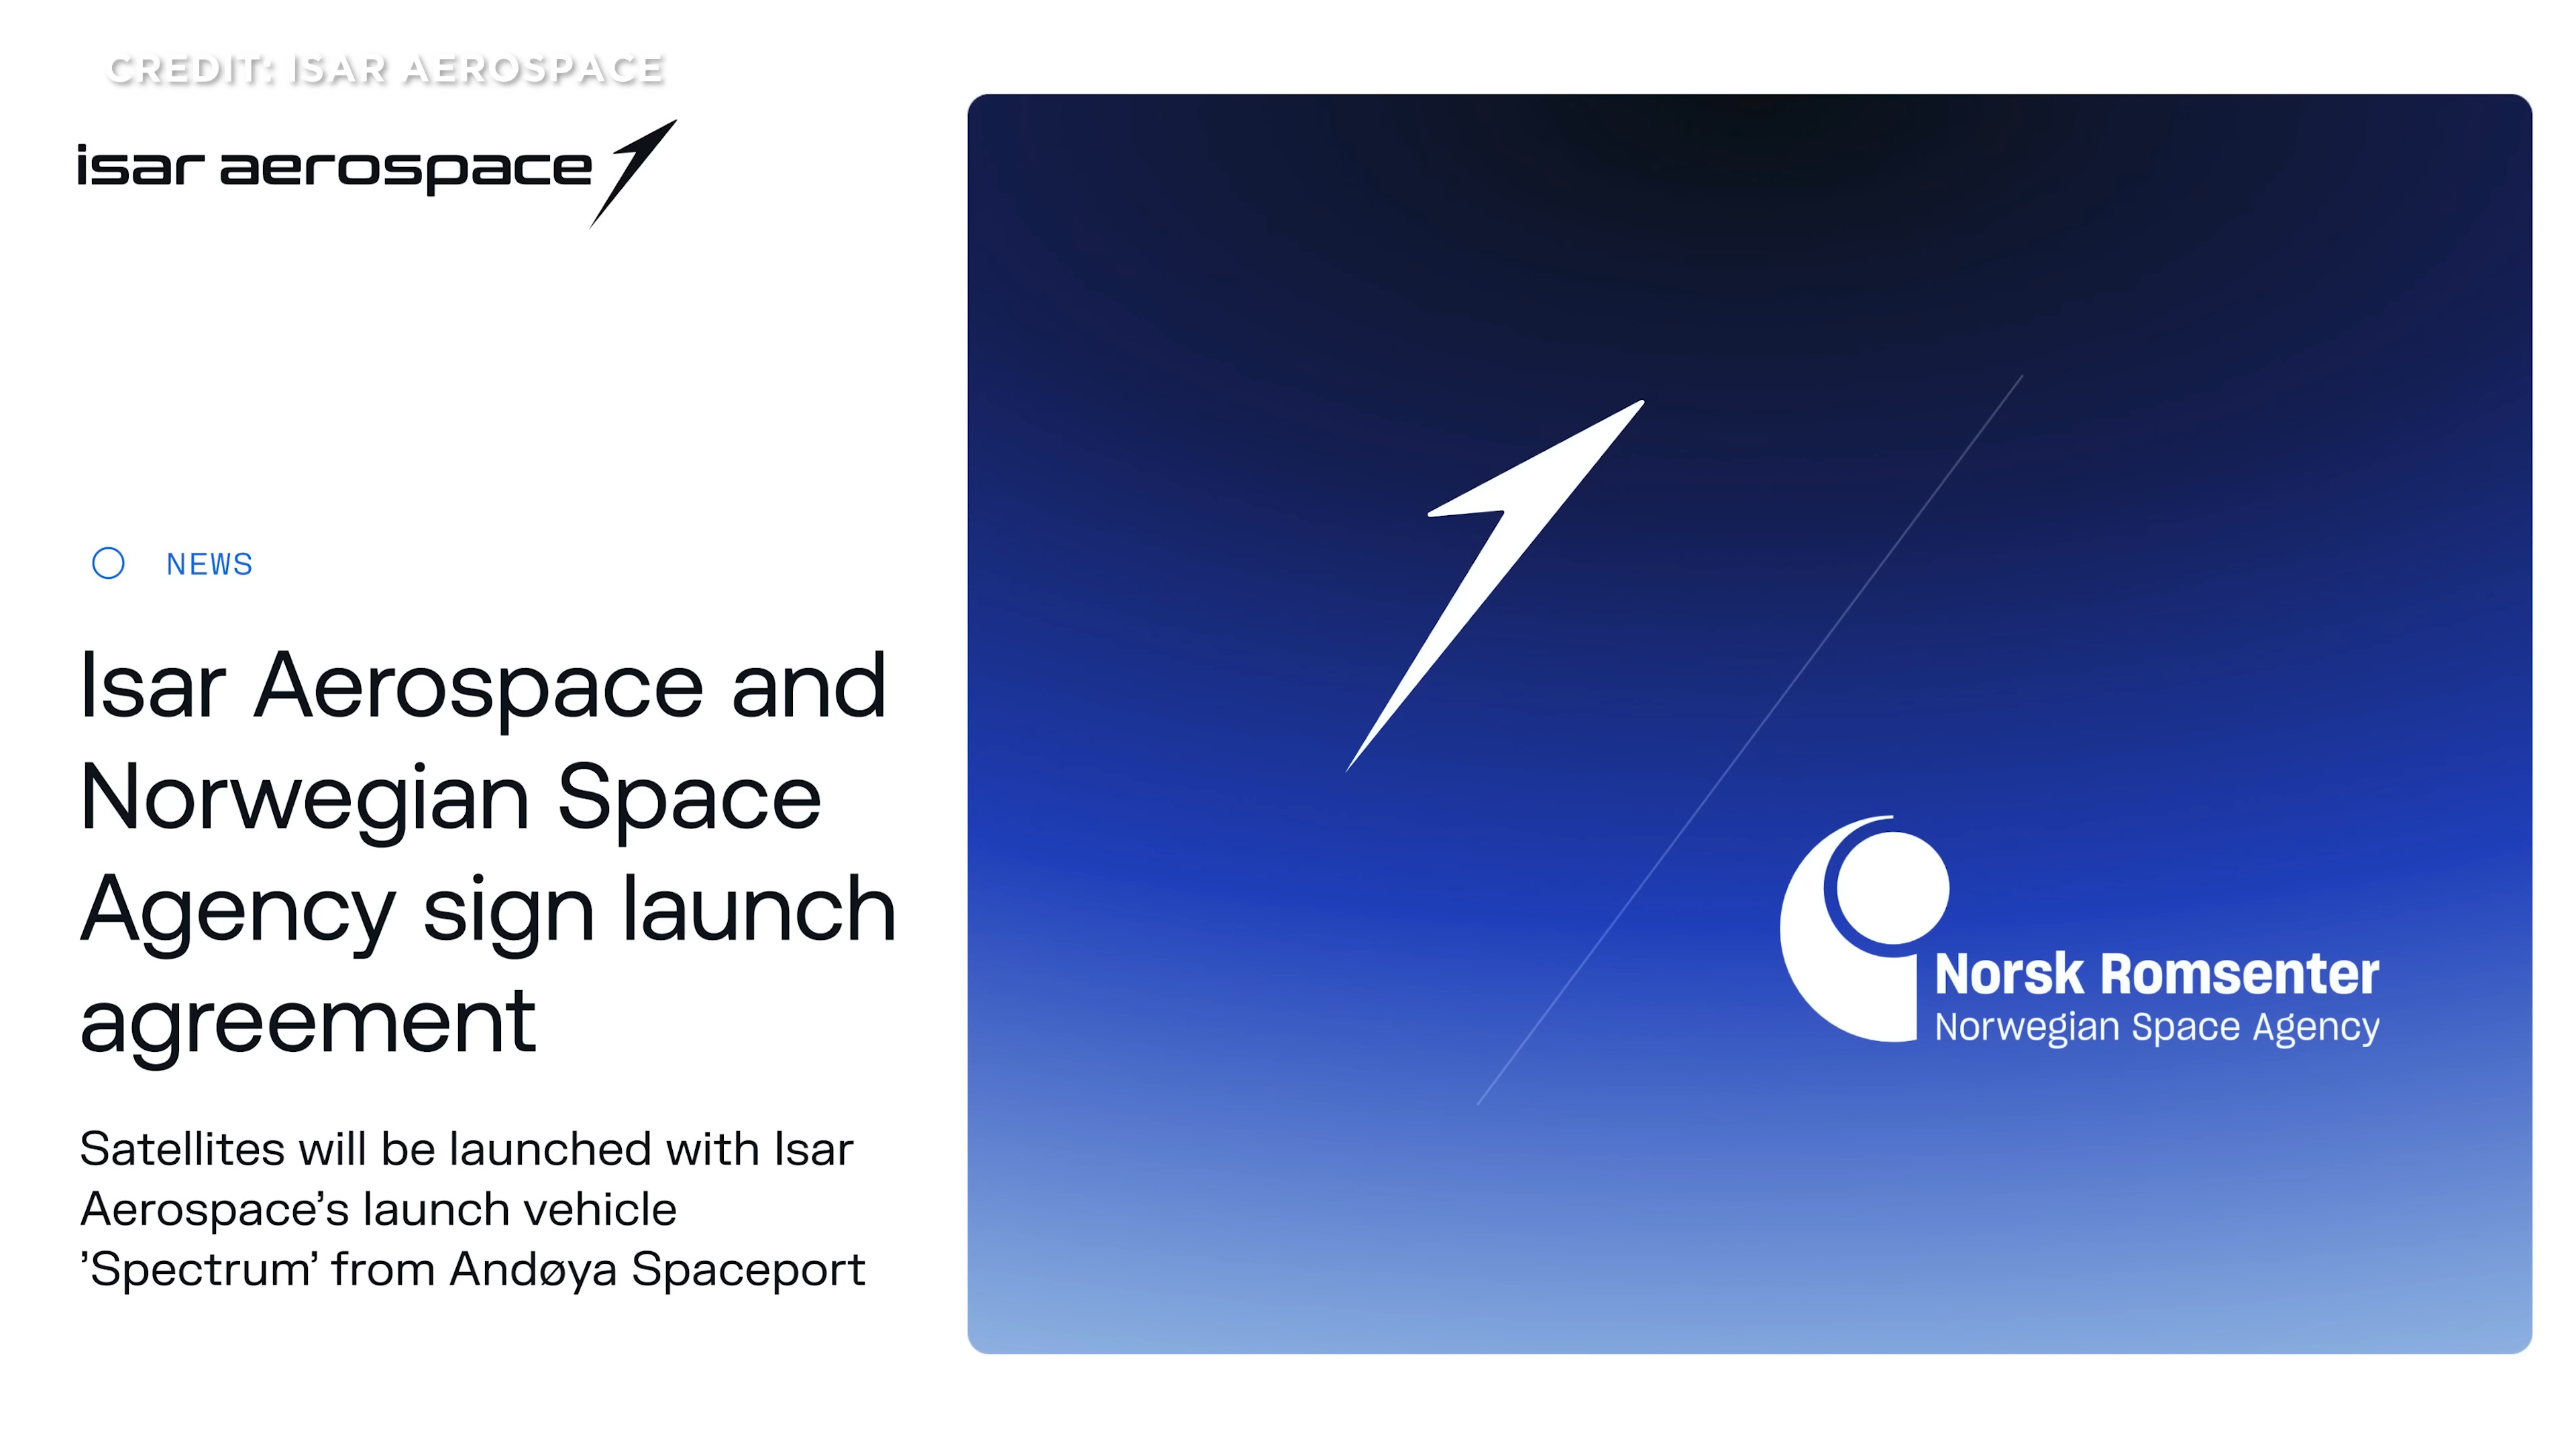 CREDIT: ISAR AEROSPACE
isar aerospace
NEWS
Isar Aerospace and
Norwegian Space
Agency sign launch
agreement
Satellites will be launched with Isar
Aerospace’s launch vehicle
’Spectrum’ from Andøya Spaceport
Norsk Romsenter
Norwegian Space Agency